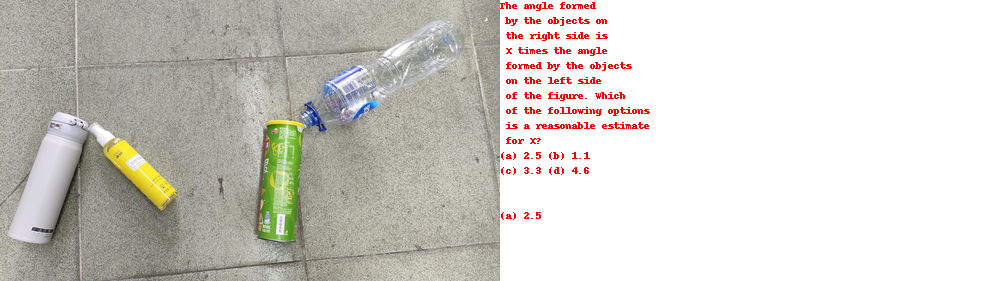 The angle formed
by the objects on
the right side is
X times the angle
formed by the objects
on the left side
of the figure. Which
of the following options
is a reasonable estimate
for X?
(a) 2.5 (b) 1.1
(c) 3.3 (d) 4.6
(a) 2.5